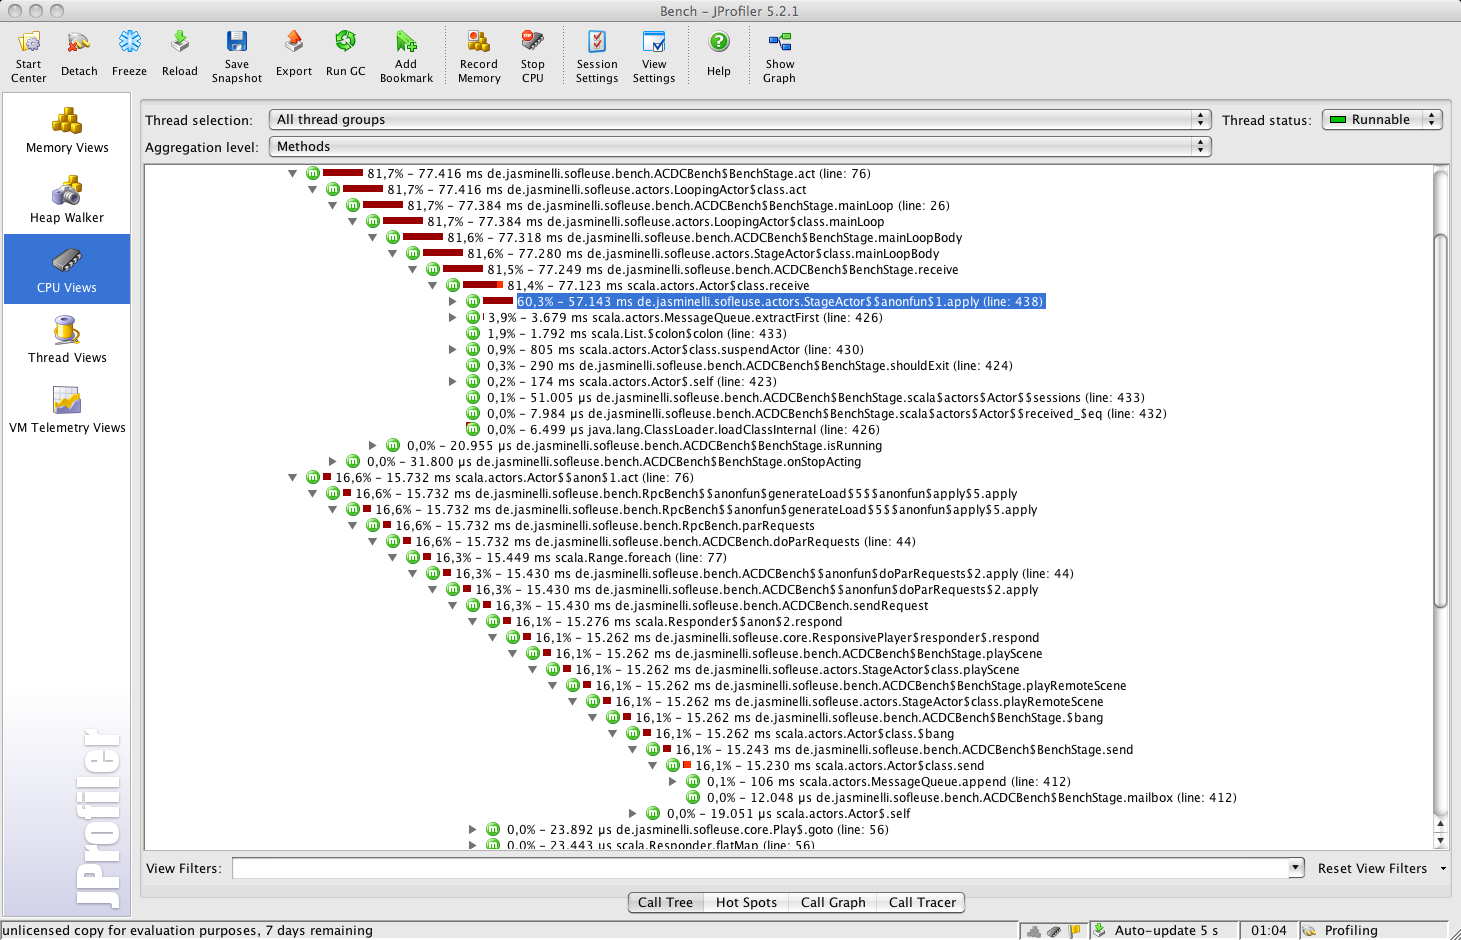 Bench – JProfiler 5.2.1
Start Center
Detach
Freeze
Reload
Save Snapshot
Export
Run GC
Add Bookmark
Record Memory
Stop CPU
Session Settings
View Settings
Help
Show Graph
Memory Views
Heap Walker
CPU Views
Thread Views
VM Telemetry Views
JProfiler
Thread selection: All thread groups
Thread status: Runnable
Aggregation level: Methods
81,7% – 77.416 ms de.jasminelli.sofleuse.bench.ACDCBench$BenchStage.act (line: 76)
81,7% – 77.416 ms de.jasminelli.sofleuse.actors.LoopingActor$class.act
81,7% – 77.384 ms de.jasminelli.sofleuse.bench.ACDCBench$BenchStage.mainLoop (line: 26)
81,7% – 77.384 ms de.jasminelli.sofleuse.actors.LoopingActor$class.mainLoop
81,6% – 77.318 ms de.jasminelli.sofleuse.bench.ACDCBench$BenchStage.mainLoopBody
81,6% – 77.280 ms de.jasminelli.sofleuse.actors.StageActor$class.mainLoopBody
81,5% – 77.249 ms de.jasminelli.sofleuse.bench.ACDCBench$BenchStage.receive
81,4% – 77.123 ms scala.actors.Actor$class.receive
60,3% – 57.143 ms de.jasminelli.sofleuse.actors.StageActor$$anonfun$1.apply (line: 438)
3,9% – 3.679 ms scala.actors.MessageQueue.extractFirst (line: 426)
1,9% – 1.792 ms scala.List.$colon$colon (line: 433)
0,9% – 805 ms scala.actors.Actor$class.suspendActor (line: 430)
0,3% – 290 ms de.jasminelli.sofleuse.bench.ACDCBench$BenchStage.shouldExit (line: 424)
0,2% – 174 ms scala.actors.Actor$.self (line: 423)
0,1% – 51.005 µs de.jasminelli.sofleuse.bench.ACDCBench$BenchStage.scala$actors$Actor$$sessions (line: 433)
0,0% – 7.984 µs de.jasminelli.sofleuse.bench.ACDCBench$BenchStage.scala$actors$Actor$$received_$eq (line: 432)
0,0% – 6.499 µs java.lang.ClassLoader.loadClassInternal (line: 426)
0,0% – 20.955 µs de.jasminelli.sofleuse.bench.ACDCBench$BenchStage.isRunning
0,0% – 31.800 µs de.jasminelli.sofleuse.bench.ACDCBench$BenchStage.onStopActing
16,6% – 15.732 ms scala.actors.Actor$$anon$1.act (line: 76)
16,6% – 15.732 ms de.jasminelli.sofleuse.bench.RpcBench$$anonfun$generateLoad$5$$anonfun$apply$5.apply
16,6% – 15.732 ms de.jasminelli.sofleuse.bench.RpcBench$$anonfun$generateLoad$5$$anonfun$apply$5.apply
16,6% – 15.732 ms de.jasminelli.sofleuse.bench.RpcBench.parRequests
16,6% – 15.732 ms de.jasminelli.sofleuse.bench.ACDCBench.doParRequests (line: 44)
16,3% – 15.449 ms scala.Range.foreach (line: 77)
16,3% – 15.430 ms de.jasminelli.sofleuse.bench.ACDCBench$$anonfun$doParRequests$2.apply (line: 44)
16,3% – 15.430 ms de.jasminelli.sofleuse.bench.ACDCBench$$anonfun$doParRequests$2.apply
16,3% – 15.430 ms de.jasminelli.sofleuse.bench.ACDCBench.sendRequest
16,1% – 15.276 ms scala.Responder$$anon$2.respond
16,1% – 15.262 ms de.jasminelli.sofleuse.core.ResponsivePlayer$responder$.respond
16,1% – 15.262 ms de.jasminelli.sofleuse.bench.ACDCBench$BenchStage.playScene
16,1% – 15.262 ms de.jasminelli.sofleuse.actors.StageActor$class.playScene
16,1% – 15.262 ms de.jasminelli.sofleuse.bench.ACDCBench$BenchStage.playRemoteScene
16,1% – 15.262 ms de.jasminelli.sofleuse.actors.StageActor$class.playRemoteScene
16,1% – 15.262 ms de.jasminelli.sofleuse.bench.ACDCBench$BenchStage.$bang
16,1% – 15.262 ms scala.actors.Actor$class.$bang
16,1% – 15.243 ms de.jasminelli.sofleuse.bench.ACDCBench$BenchStage.send
16,1% – 15.230 ms scala.actors.Actor$class.send
0,1% – 106 ms scala.actors.MessageQueue.append (line: 412)
0,0% – 12.048 µs de.jasminelli.sofleuse.bench.ACDCBench$BenchStage.mailbox (line: 412)
0,0% – 19.051 µs scala.actors.Actor$.self
0,0% – 23.892 µs de.jasminelli.sofleuse.core.Play$.goto (line: 56)
0,0% – 23.443 µs scala.Responder.flatMap (line: 56)
View Filters:
Reset View Filters
Call Tree
Hot Spots
Call Graph
Call Tracer
unlicensed copy for evaluation purposes, 7 days remaining
Auto-update 5 s
01:04
Profiling